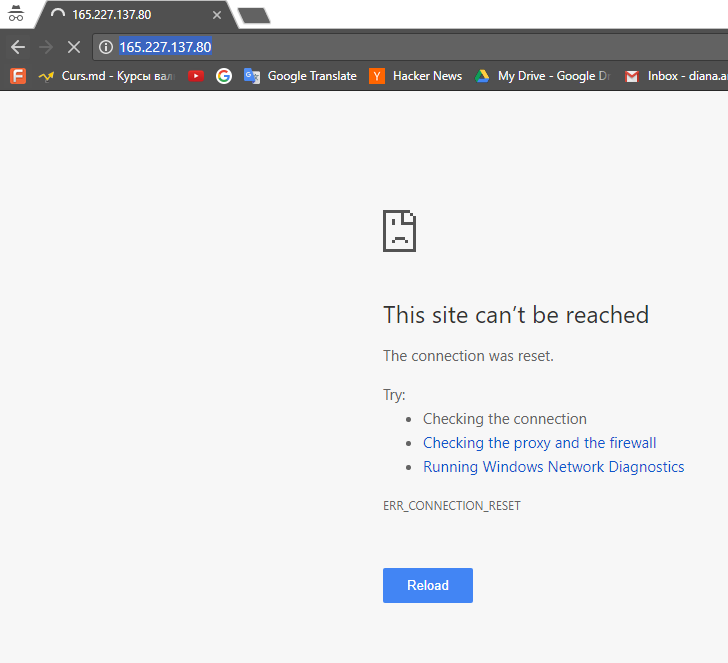 165.227.137.80
165.227.137.80
Curs.md - Курсы вал
Google Translate
Hacker News
My Drive - Google Dr
Inbox - diana.a
This site can't be reached
The connection was reset.
Try:
Checking the connection
Checking the proxy and the firewall
Running Windows Network Diagnostics
ERR_CONNECTION_RESET
Reload